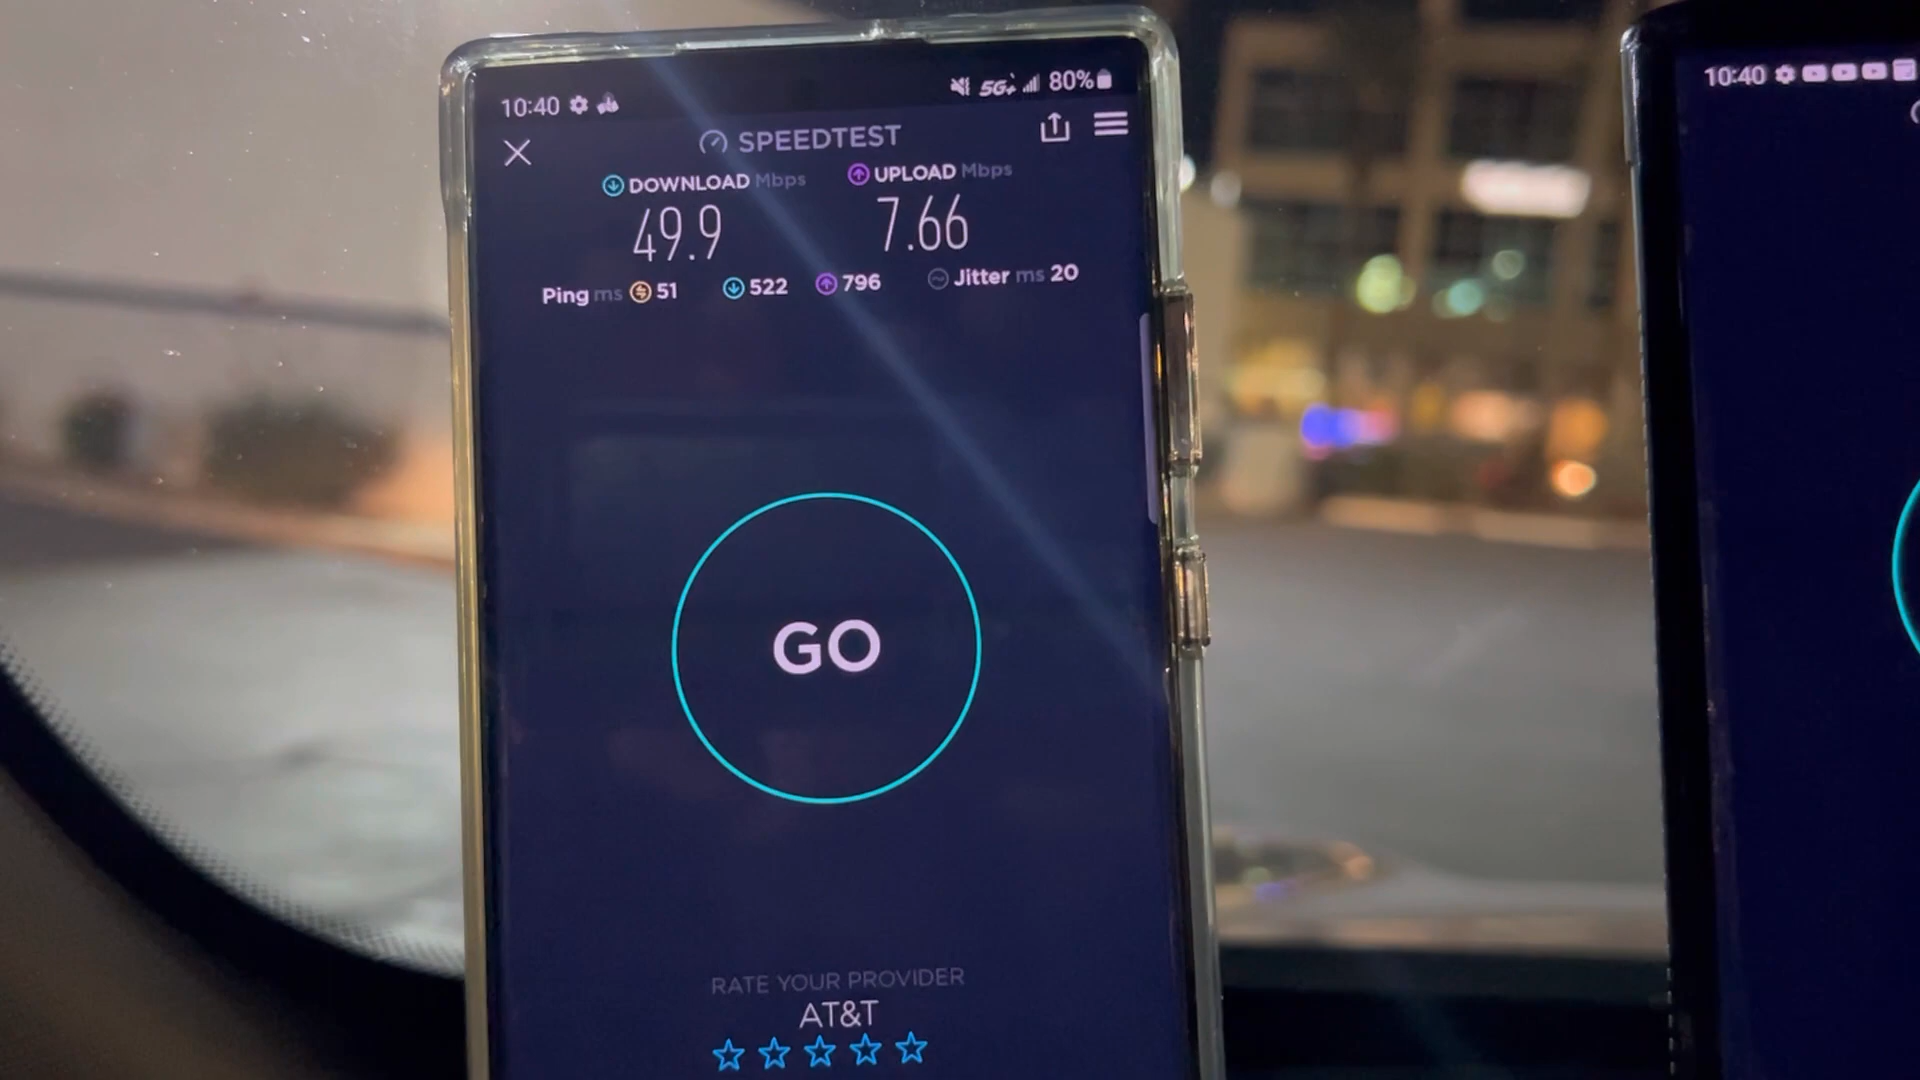 10:40 5G+ 80%
SPEEDTEST
DOWNLOAD Mbps UPLOAD Mbps
49.9 7.66
Ping ms 51 522 796 Jitter ms 20
GO
RATE YOUR PROVIDER
AT&T
10:40